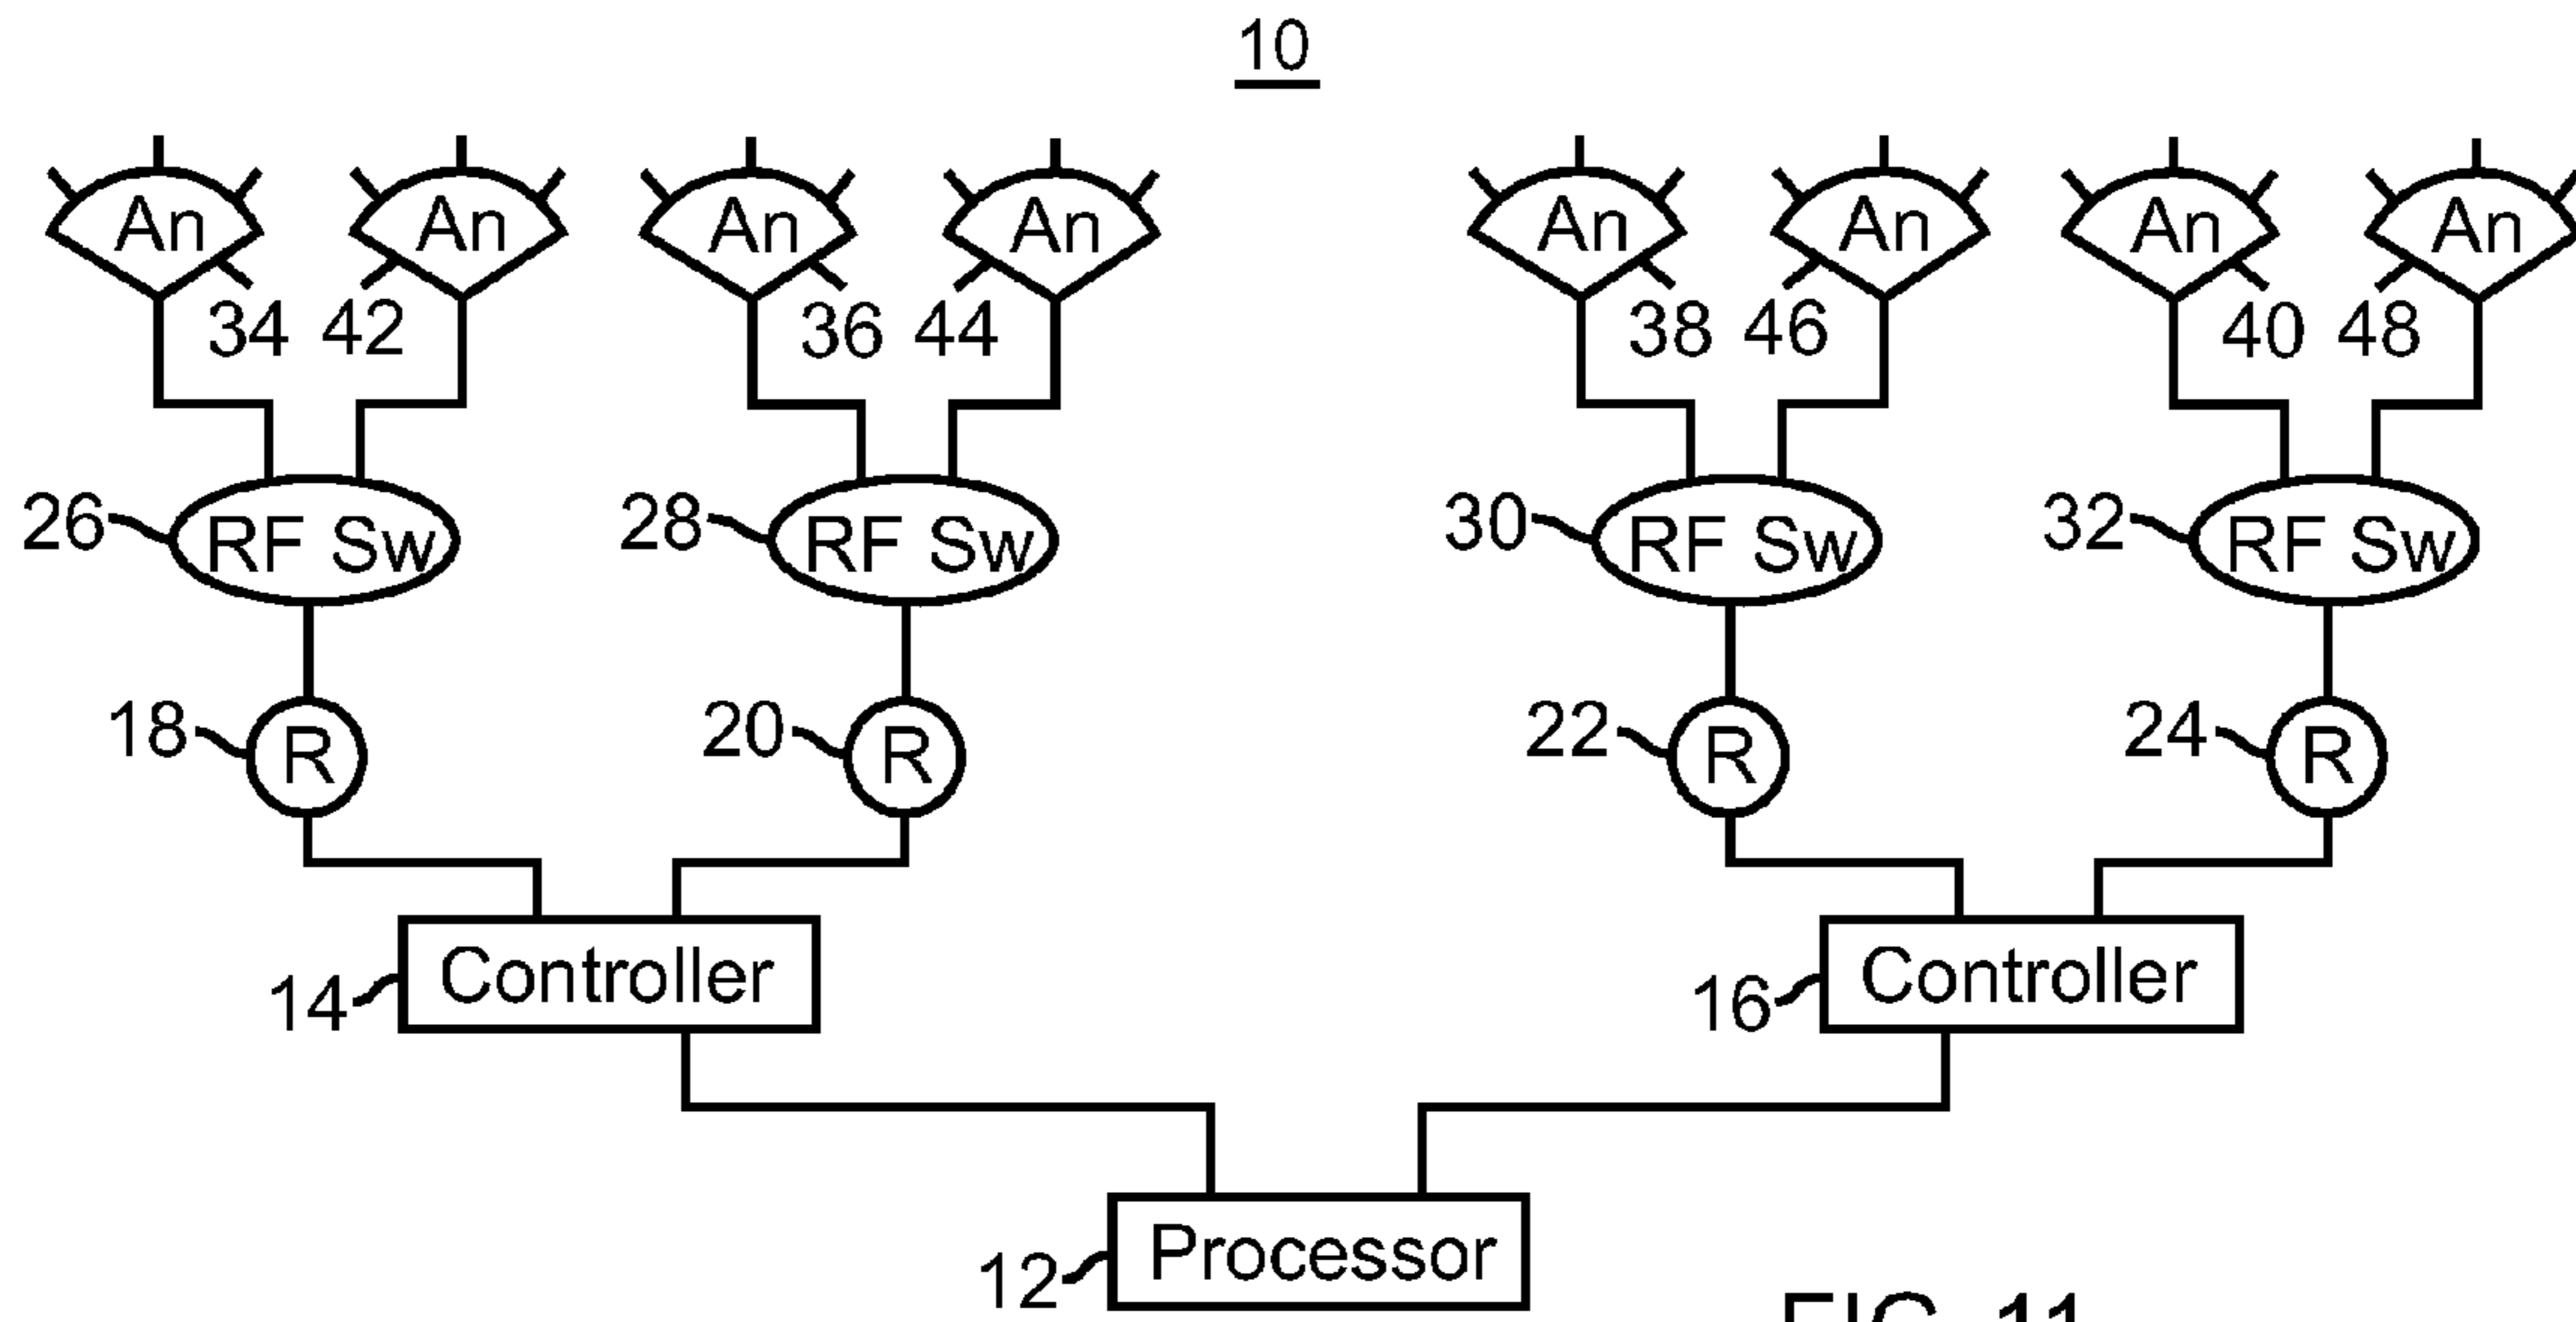 10
An An An An An An An An
34 42 36 44 38 46 40 48
26 RF Sw 28 RF Sw 30 RF Sw 32 RF Sw
18 R 20 R 22 R 24 R
Controller Controller
14 16
Processor
12
FIG. 11